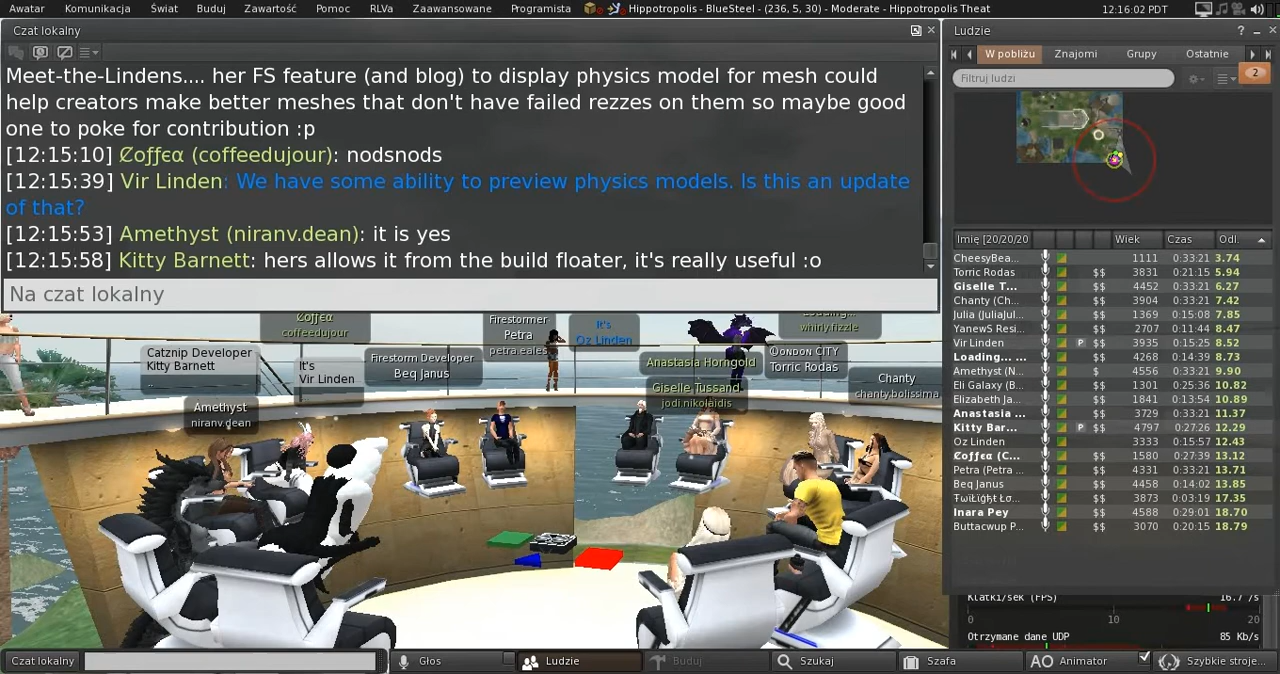 Awatar Komunikacja Świat Buduj Zawartość Pomoc RLVa Zaawansowane Programista Hippotropolis - BlueSteel - (236, 5, 30) - Moderate - Hippotropolis Theat 12:16:02 PDT
Czat lokalny
Meet-the-Lindens.... her FS feature (and blog) to display physics model for mesh could
help creators make better meshes that don't have failed rezzes on them so maybe good
one to poke for contribution :p
[12:15:10] Ȼoƒƒєα (coffeedujour): nodsnods
[12:15:39] Vir Linden: We have some ability to preview physics models. Is this an update
of that?
[12:15:53] Amethyst (niranv.dean): it is yes
[12:15:58] Kitty Barnett: hers allows it from the build floater, it's really useful :o
Na czat lokalny
Ȼoƒƒєα
coffeedujour
Firestormer
Petra
petra.eales
It's
Oz Linden
whirly.fizzle
Catznip Developer
Kitty Barnett
It's
Vir Linden
Firestorm Developer
Beq Janus
Anastasia Horngold
Giselle Tussand
jodi.nikolaidis
Torric Rodas
Chanty
chanty.bolissima
Amethyst
niranv.dean
Ludzie
W pobliżu Znajomi Grupy Ostatnie
2
Filtruj ludzi
Imię [20/20/20 Wiek Czas Odl.
CheesyBea... 1111 0:33:21 3.74
Torric Rodas $$ 3831 0:21:15 5.94
Giselle T... $$ 4452 0:33:21 6.27
Chanty (Ch... $$ 3904 0:33:21 7.42
Julia (JuliaJul... $$ 1369 0:15:08 7.85
YanewS Resi... $$ 2707 0:11:44 8.47
Vir Linden P $$ 3935 0:15:25 8.52
Loading... ... $$ 4268 0:14:39 8.73
Amethyst (N... $ 4556 0:33:21 9.90
Eli Galaxy (B... $$ 1301 0:25:36 10.82
Elizabeth Ja... $$ 1841 0:13:54 10.89
Anastasia ... $$ 3729 0:33:21 11.37
Kitty Bar... P $$ 4797 0:27:26 12.29
Oz Linden $$ 3333 0:15:57 12.43
Ȼoƒƒєα (C... $$ 1580 0:27:39 13.12
Petra (Petra ... $$ 4331 0:33:21 13.71
Beq Janus $$ 4458 0:14:02 13.85
$$ 3873 0:03:19 17.35
Inara Pey $$ 4588 0:29:01 18.70
Buttacwup P... $$ 3070 0:20:15 18.79
Klatki/sek (FPS) 16.7 /s
0 10 20
Otrzymane dane UDP 85 Kb/s
Czat lokalny Głos Ludzie Buduj Szukaj Szafa AO Animator Szybkie stroje...